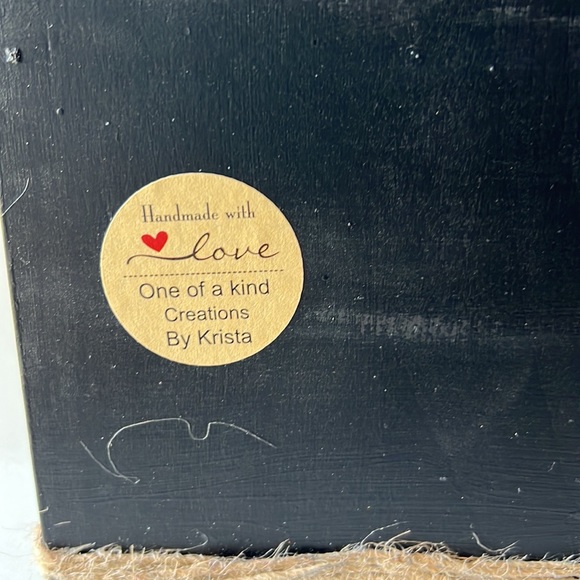 Handmade with
love
One of a kind
Creations
By Krista